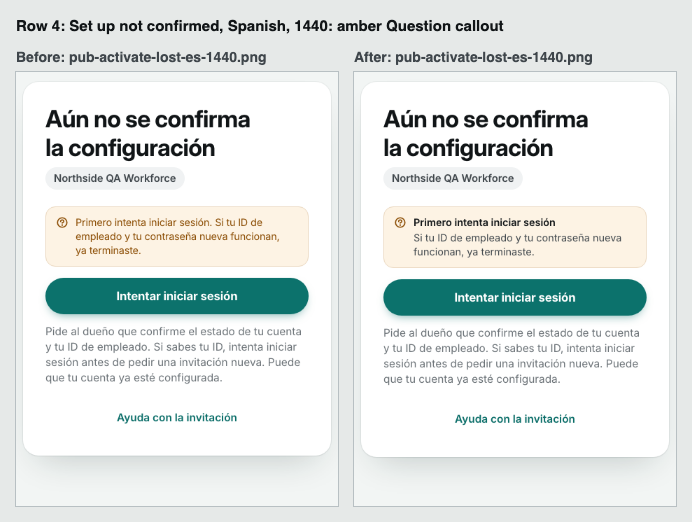 Row 4: Set up not confirmed, Spanish, 1440: amber Question callout
Before: pub-activate-lost-es-1440.png
Aún no se confirma
la configuración
Northside QA Workforce
Primero intenta iniciar sesión. Si tu ID de
empleado y tu contraseña nueva funcionan,
ya terminaste.
Intentar iniciar sesión
Pide al dueño que confirme el estado de tu cuenta
y tu ID de empleado. Si sabes tu ID, intenta iniciar
sesión antes de pedir una invitación nueva. Puede
que tu cuenta ya esté configurada.
Ayuda con la invitación
After: pub-activate-lost-es-1440.png
Aún no se confirma
la configuración
Northside QA Workforce
Primero intenta iniciar sesión
Si tu ID de empleado y tu contraseña nueva
funcionan, ya terminaste.
Intentar iniciar sesión
Pide al dueño que confirme el estado de tu cuenta
y tu ID de empleado. Si sabes tu ID, intenta iniciar
sesión antes de pedir una invitación nueva. Puede
que tu cuenta ya esté configurada.
Ayuda con la invitación